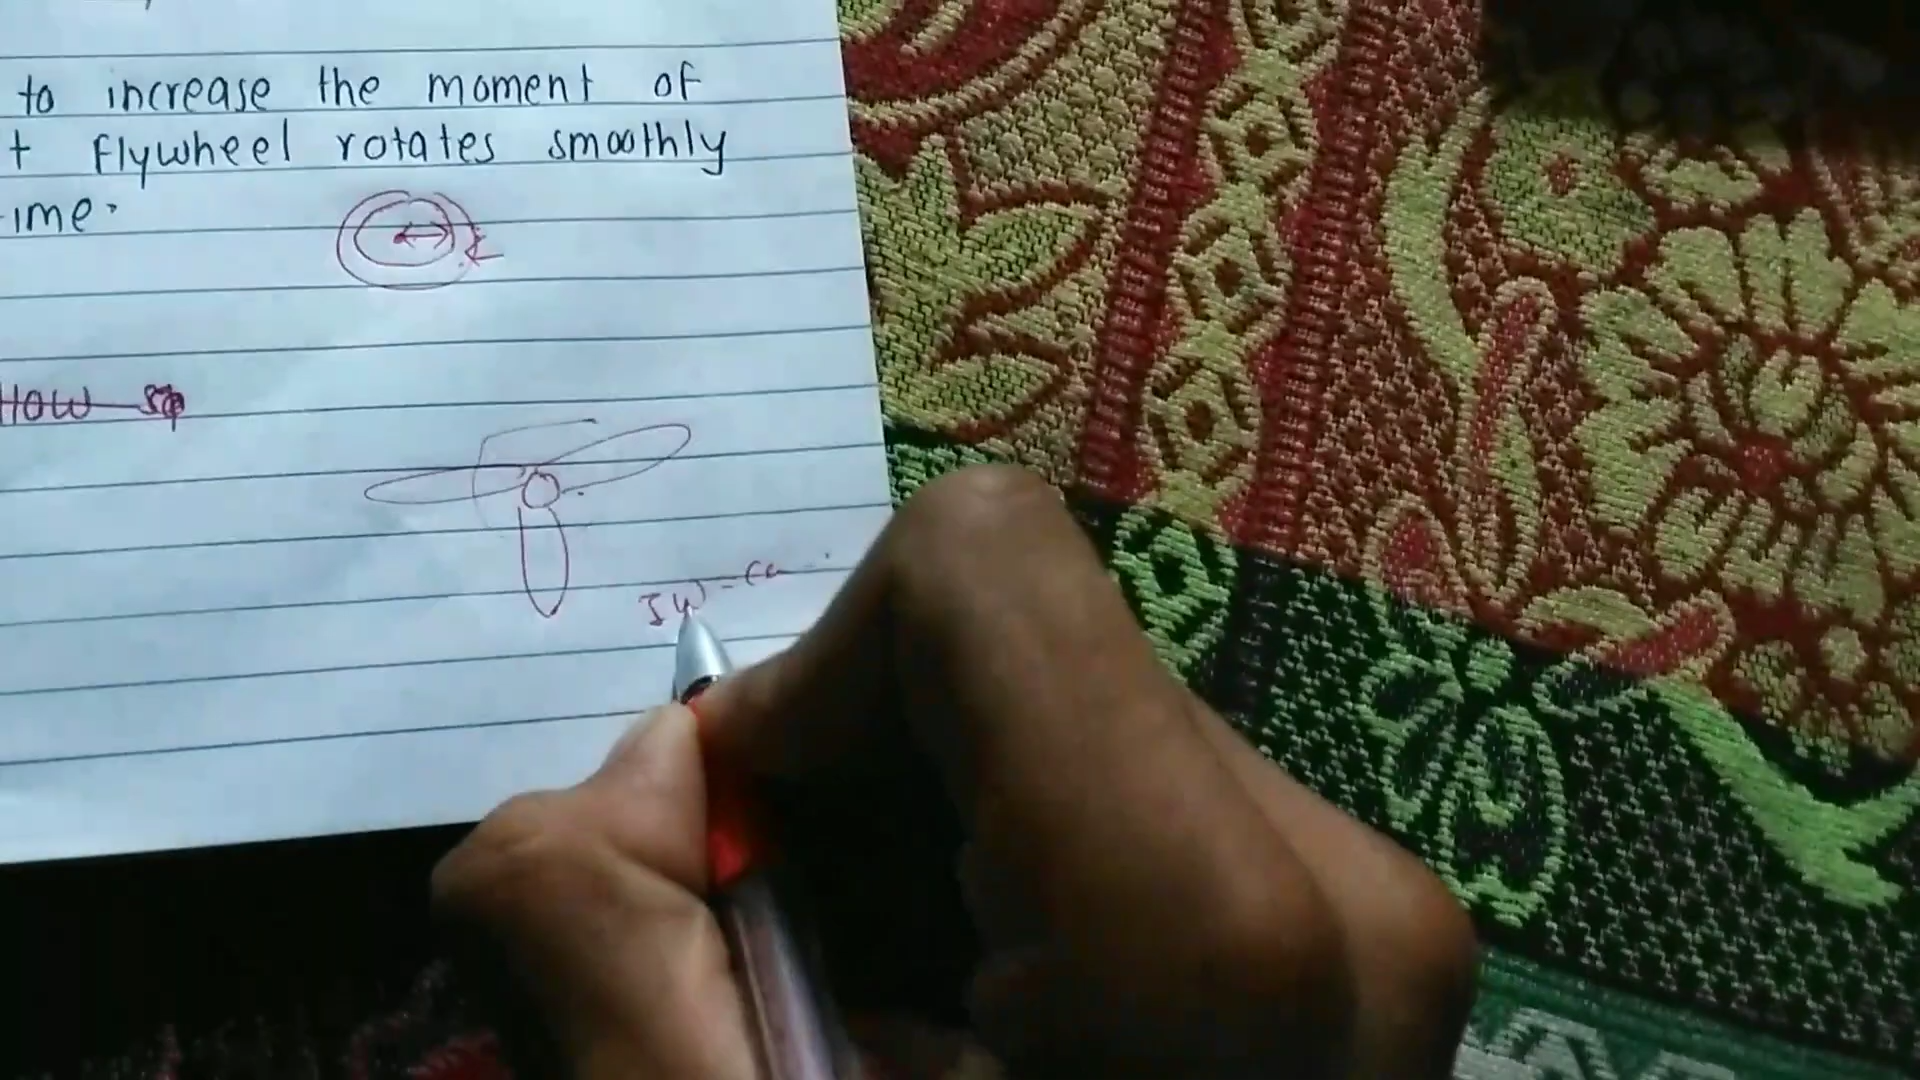 to increase the moment of
t flywheel rotates smoothly
ime.
How
Iω -